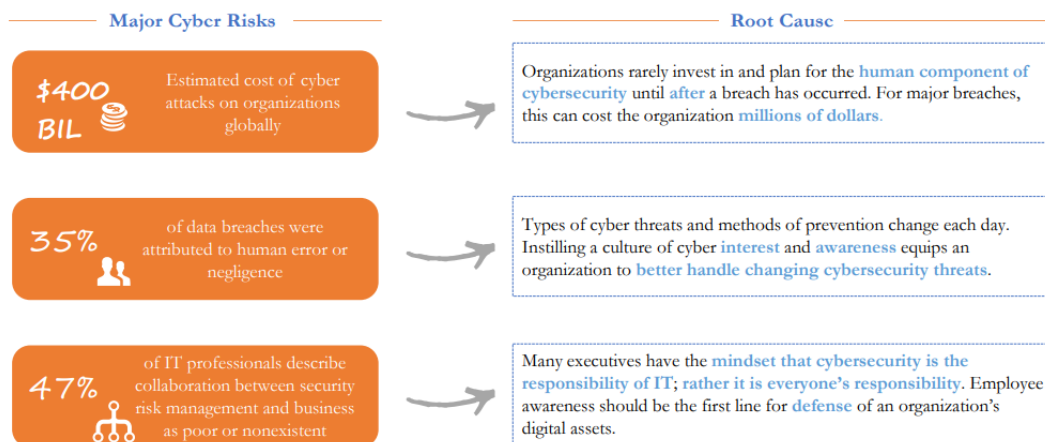 Major Cyber Risks
Root Cause
$400
BIL
Estimated cost of cyber
attacks on organizations
globally
Organizations rarely invest in and plan for the human component of
cybersecurity until after a breach has occurred. For major breaches,
this can cost the organization millions of dollars.
35%
of data breaches were
attributed to human error or
negligence
Types of cyber threats and methods of prevention change each day.
Instilling a culture of cyber interest and awareness equips an
organization to better handle changing cybersecurity threats.
47%
of IT professionals describe
collaboration between security
risk management and business
as poor or nonexistent
Many executives have the mindset that cybersecurity is the
responsibility of IT; rather it is everyone's responsibility. Employee
awareness should be the first line for defense of an organization's
digital assets.